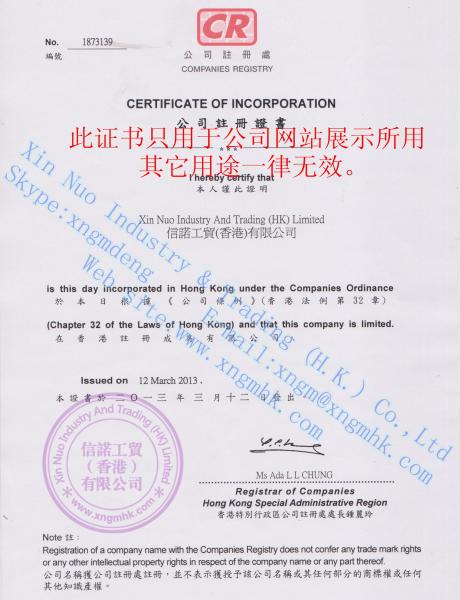 CR
No. 1873139
編號
公司註冊處
COMPANIES REGISTRY
CERTIFICATE OF INCORPORATION
公司註冊證書
此证书只用于公司网站展示所用
***
其它用途一律无效。
I hereby certify that
本人謹此證明
Xin Nuo Industry And Trading (HK) Limited
信諾工貿(香港)有限公司
is this day incorporated in Hong Kong under the Companies Ordinance
於本日根據《公司條例》(香港法例第32章)
(Chapter 32 of the Laws of Hong Kong) and that this company is limited.
在香港註冊成為有限公司。
Issued on 12 March 2013.
本證書於二〇一三年三月十二日發出
Xin Nuo Industry & Trading (H.K.) Co.,Ltd
Skype:xngmdeng Email:xngm@xngmhk.com
Web Site:www.xngmhk.com
Xin Nuo Industry And Trading (HK) Limited
信諾工貿
(香港)
有限公司
* www.xngmhk.com *
Ms Ada L L CHUNG
Registrar of Companies
Hong Kong Special Administrative Region
香港特別行政區公司註冊處處長鍾麗玲
Note 註:
Registration of a company name with the Companies Registry does not confer any trade mark rights
or any other intellectual property rights in respect of the company name or any part thereof.
公司名稱獲公司註冊處註冊,並不表示獲授予該公司名稱或其任何部分的商標權或任何
其他知識產權。